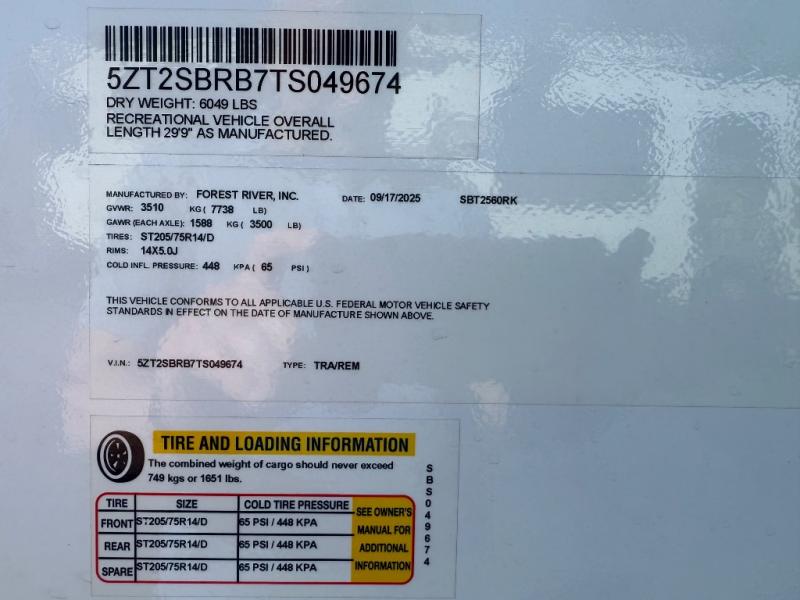 5ZT2SBRB7TS049674
DRY WEIGHT: 6049 LBS
RECREATIONAL VEHICLE OVERALL
LENGTH 29'9" AS MANUFACTURED.
MANUFACTURED BY: FOREST RIVER, INC. DATE: 09/17/2025 SBT2560RK
GVWR: 3510 KG ( 7738 LB)
GAWR (EACH AXLE): 1588 KG ( 3500 LB)
TIRES: ST205/75R14/D
RIMS: 14X5.0J
COLD INFL. PRESSURE: 448 KPA ( 65 PSI )
THIS VEHICLE CONFORMS TO ALL APPLICABLE U.S. FEDERAL MOTOR VEHICLE SAFETY
STANDARDS IN EFFECT ON THE DATE OF MANUFACTURE SHOWN ABOVE.
V.I.N.: 5ZT2SBRB7TS049674 TYPE: TRA/REM
TIRE AND LOADING INFORMATION
The combined weight of cargo should never exceed
749 kgs or 1651 lbs.
TIRE SIZE COLD TIRE PRESSURE
FRONT ST205/75R14/D 65 PSI / 448 KPA
REAR ST205/75R14/D 65 PSI / 448 KPA
SPARE ST205/75R14/D 65 PSI / 448 KPA
SEE OWNER'S
MANUAL FOR
ADDITIONAL
INFORMATION
SBS049674